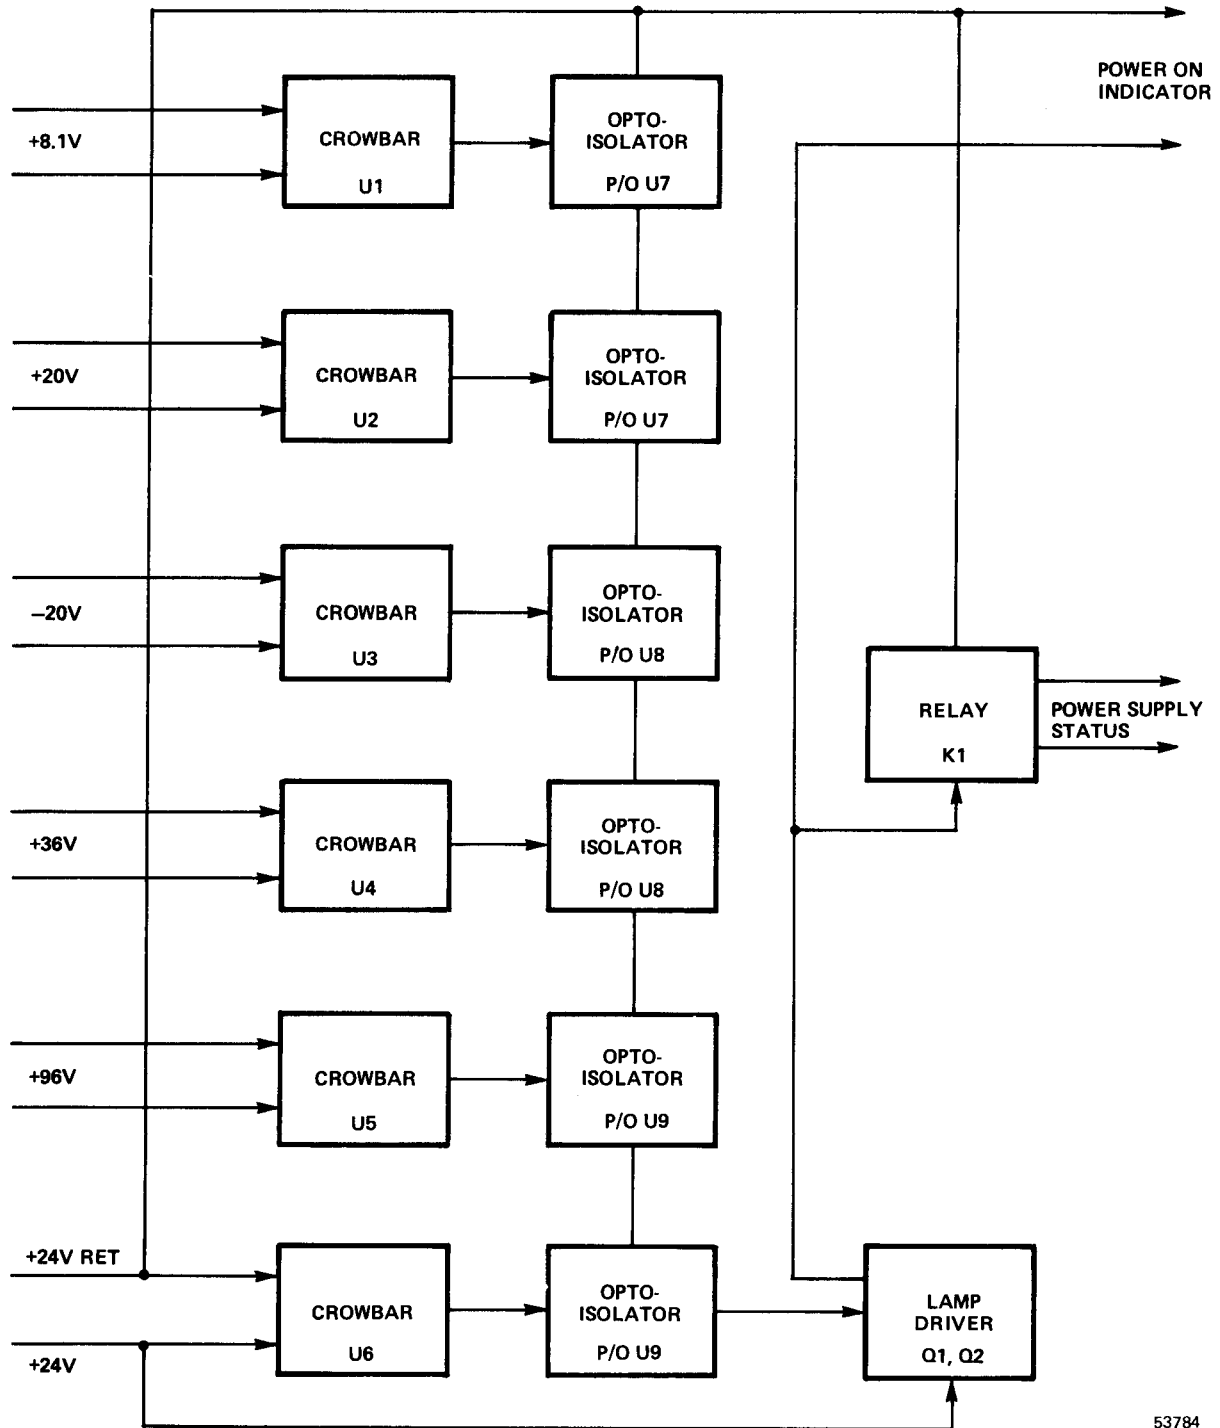 POWER ON
INDICATOR
+8.1V
CROWBAR
U1
OPTO-
ISOLATOR
P/O U7
+20V
CROWBAR
U2
OPTO-
ISOLATOR
P/O U7
–20V
CROWBAR
U3
OPTO-
ISOLATOR
P/O U8
RELAY
K1
POWER SUPPLY
STATUS
+36V
CROWBAR
U4
OPTO-
ISOLATOR
P/O U8
+96V
CROWBAR
U5
OPTO-
ISOLATOR
P/O U9
+24V RET
+24V
CROWBAR
U6
OPTO-
ISOLATOR
P/O U9
LAMP
DRIVER
Q1, Q2
53784